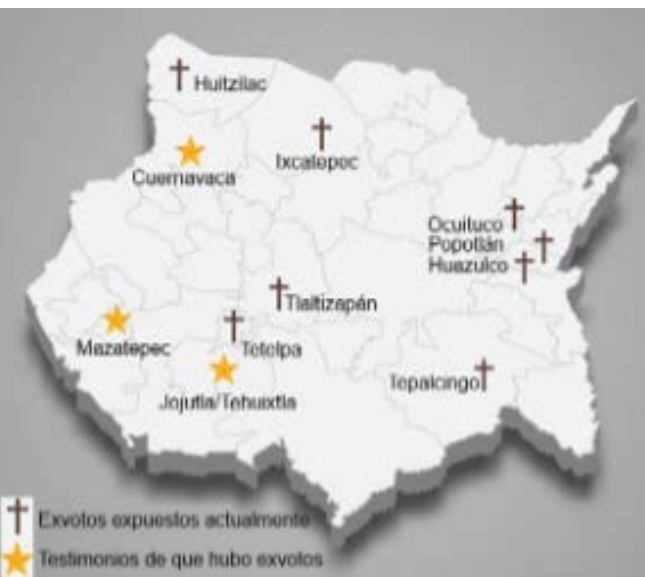 Huitzilac
Ixcatepec
Cuernavaca
Ocuituco
Popotlán
Huazulco
Tlaltizapán
Mazatepec
Tetelpa
Tepalcingo
Jojutla/Tehuixtla
Exvotos expuestos actualmente
Testimonios de que hubo exvotos